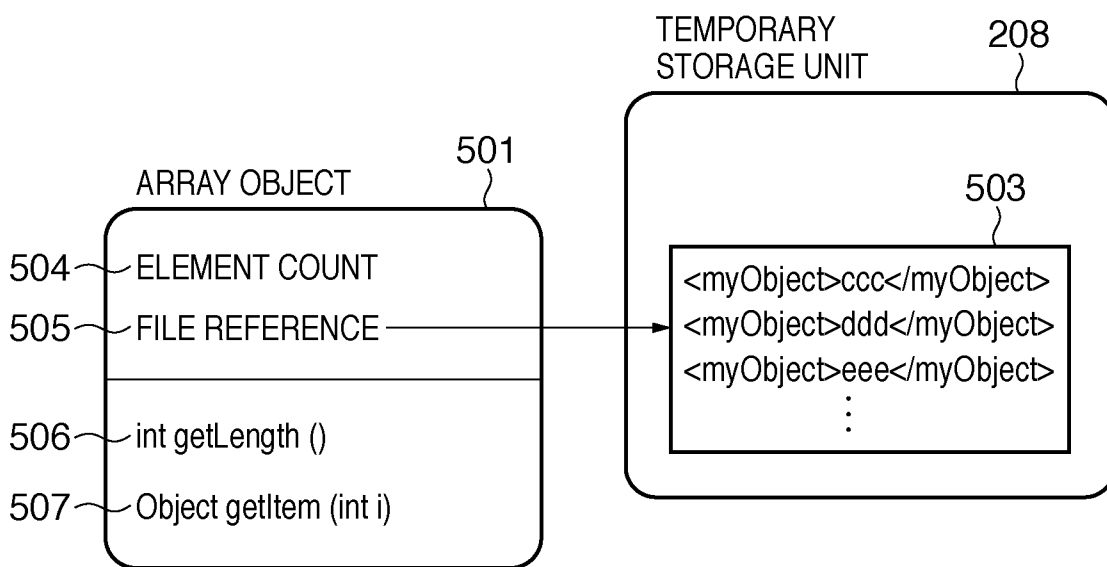 TEMPORARY
STORAGE UNIT
208
501
ARRAY OBJECT
503
504
ELEMENT COUNT
<myObject>ccc</myObject>
505
FILE REFERENCE
<myObject>ddd</myObject>
<myObject>eee</myObject>
506
int getLength ()
507
Object getItem (int i)